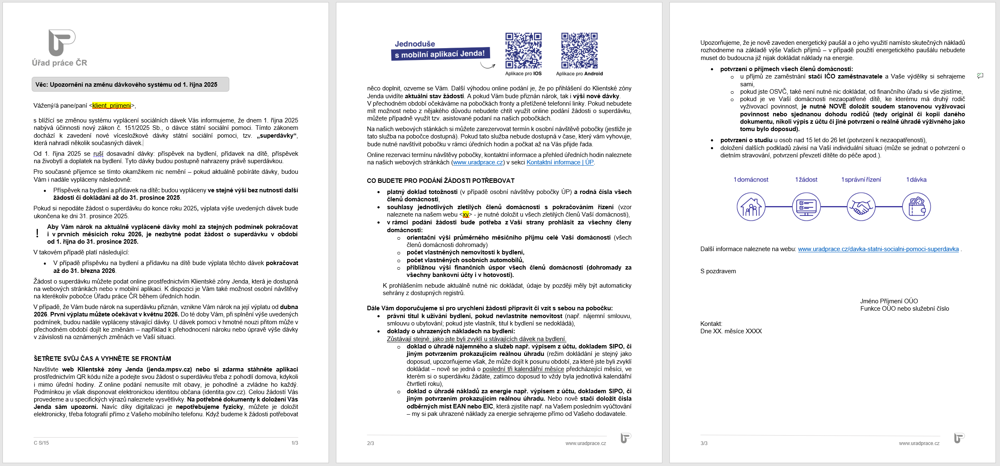 Úřad práce ČR
Věc: Upozornění na změnu dávkového systému od 1. října 2025
Vážený/á pane/paní <klient_prijmeni>,
s blížící se změnou systému vyplácení sociálních dávek Vás informujeme, že dnem 1. října 2025
nabývá účinnosti nový zákon č. 151/2025 Sb., o dávce státní sociální pomoci. Tímto zákonem
dochází k zavedení nové vícesložkové dávky státní sociální pomoci, tzv. „superdávky“,
která nahradí několik současných dávek.
Od 1. října 2025 se ruší dosavadní dávky: příspěvek na bydlení, přídavek na dítě, příspěvek
na živobytí a doplatek na bydlení. Tyto dávky budou postupně nahrazeny právě superdávkou.
Pro současné příjemce se tímto okamžikem nic nemění – pokud aktuálně pobíráte dávky, budou
Vám i nadále vypláceny následovně:
• Příspěvek na bydlení a přídavek na dítě: budou vypláceny ve stejné výši bez nutnosti další
žádosti či dokládání až do 31. prosince 2025.
Pokud si nepodáte žádost o superdávku do konce roku 2025, výplata výše uvedených dávek bude
ukončena ke dni 31. prosince 2025.
! Aby Vám nárok na aktuálně vyplácené dávky mohl za stejných podmínek pokračovat
i v prvních měsících roku 2026, je nezbytné podat žádost o superdávku v období
od 1. října do 31. prosince 2025.
V takovém případě platí následující:
• V případě příspěvku na bydlení a přídavku na dítě bude výplata těchto dávek pokračovat
až do 31. března 2026.
Žádost o superdávku můžete podat online prostřednictvím Klientské zóny Jenda, která je dostupná
na webových stránkách nebo v mobilní aplikaci. K dispozici je Vám také možnost osobní návštěvy
na kterékoliv pobočce Úřadu práce ČR během úředních hodin.
V případě, že Vám bude nárok na superdávku přiznán, vznikne Vám nárok na její výplatu od dubna
2026. První výplatu můžete očekávat v květnu 2026. Do té doby Vám, při splnění výše uvedených
podmínek, budou nadále vypláceny stávající dávky. U dávek pomoci v hmotné nouzi přitom může v
přechodném období dojít ke změnám – například k přehodnocení nároku nebo úpravě výše dávky
v závislosti na oznámených změnách ve Vaší situaci.
ŠETŘETE SVŮJ ČAS A VYHNĚTE SE FRONTÁM
Navštivte web Klientské zóny Jenda (jenda.mpsv.cz) nebo si zdarma stáhněte aplikaci
prostřednictvím QR kódu níže a podejte svou žádost o superdávku třeba z pohodlí domova, kdykoli
i mimo úřední hodiny. Z online podání nemusíte mít obavy, je pohodlné a zvládne ho každý.
Podmínkou je však disponovat elektronickou identitou občana (identita.gov.cz). Celou žádostí Vás
provedeme a u specifických výrazů naleznete vysvětlivky. Na potřebné dokumenty k doložení Vás
Jenda sám upozorní. Navíc díky digitalizaci je nepotřebujeme fyzicky, můžete je doložit
elektronicky, třeba fotografií přímo z Vašeho mobilního telefonu. Když budeme k žádosti potřebovat
C S/15 1/3
Jednoduše
s mobilní aplikací Jenda!
Aplikace pro IOS Aplikace pro Android
něco doplnit, ozveme se Vám. Další výhodou online podání je, že po přihlášení do Klientské zóny
Jenda uvidíte aktuální stav žádosti. A pokud Vám bude přiznán nárok, tak i výši nové dávky.
V přechodném období očekáváme na pobočkách fronty a přetížené telefonní linky. Pokud nebudete
mít možnost nebo z nějakého důvodu nebudete chtít využít online podání žádosti o superdávku,
můžete případně využít tzv. asistované podaní na našich pobočkách.
Na našich webových stánkách si můžete zarezervovat termín k osobní návštěvě pobočky (jestliže je
tato služba na pobočce dostupná). Pokud tato služba nebude dostupná v čase, který vám vyhovuje,
bude nutné navštívit pobočku v rámci úředních hodin a počkat až na Vás přijde řada.
Online rezervaci termínu návštěvy pobočky, kontaktní informace a přehled úředních hodin naleznete
na našich webových stránkách (www.uradprace.cz) v sekci Kontaktní informace | ÚP.
CO BUDETE PRO PODÁNÍ ŽÁDOSTI POTŘEBOVAT
• platný doklad totožnosti (v případě osobní návštěvy pobočky ÚP) a rodná čísla všech
členů domácnosti,
• souhlasy jednotlivých zletilých členů domácnosti s pokračováním řízení (vzor
naleznete na našem webu <xy> - je nutné doložit u všech zletilých členů Vaší domácnosti),
• v rámci podání žádosti bude potřeba z Vaší strany prohlásit za všechny členy
domácnosti:
o orientační výši průměrného měsíčního příjmu celé Vaší domácnosti (všech
členů domácnosti dohromady)
o počet vlastněných nemovitostí k bydlení,
o počet vlastněných osobních automobilů,
o přibližnou výši finančních úspor všech členů domácnosti (dohromady za
všechny bankovní účty i v hotovosti).
K prohlášením nebude aktuálně nutné nic dokládat, údaje by později měly být automaticky
sehrány z dostupných registrů.
Dále Vám doporučujeme si pro urychlení žádosti připravit či vzít s sebou na pobočku:
• právní titul k užívání bydlení, pokud nevlastníte nemovitost (např. nájemní smlouvu,
smlouvu o ubytování; pokud jste vlastník, titul k bydlení se nedokládá),
• doklady o uhrazených nákladech na bydlení:
Zůstávají stejné, jako jste byli zvyklí u stávajících dávek na bydlení.
o doklad o úhradě nájemného a služeb např. výpisem z účtu, dokladem SIPO, či
jiným potvrzením prokazujícím reálnou úhradu (režim dokládání je stejný jako
doposud, upozorňujeme však, že může dojít k posunu období, za které jste byli zvyklí
dokládat – nově se jedná o poslední tři kalendářní měsíce předcházející měsíci, ve
kterém si o superdávku žádáte, zatímco doposud to vždy byla jednotlivá kalendářní
čtvrtletí roku),
o doklad o úhradě nákladů za energie např. výpisem z účtu, dokladem SIPO, či
jiným potvrzením prokazujícím reálnou úhradu. Nebo nově stačí doložit čísla
odběrných míst EAN nebo EIC, která zjistíte např. na Vašem posledním vyúčtování
– my si pak uhrazené náklady za energie sehrajeme přímo od Vašeho dodavatele.
2/3 www.uradprace.cz
Upozorňujeme, že je nově zaveden energetický paušál a o jeho využití namísto skutečných nákladů
rozhodneme na základě výše Vašich příjmů – v případě použití energetického paušálu nebudete
muset do budoucna již nijak dokládat náklady na energie.
• potvrzení o příjmech všech členů domácnosti:
o u příjmů ze zaměstnání stačí IČO zaměstnavatele a Vaše výdělky si sehrajeme
sami,
o pokud jste OSVČ, také není nutné nic dokládat, od finančního úřadu si vše zjistíme,
o pokud je ve Vaší domácnosti nezaopatřené dítě, ke kterému má druhý rodič
vyživovací povinnost, je nutné NOVĚ doložit soudem stanovenou vyživovací
povinnost nebo sjednanou dohodu rodičů (tedy originál či kopii daného
dokumentu, nikoli výpis z účtu či jiné potvrzení o reálně úhradě výživného jako
tomu bylo doposud).
• potvrzení o studiu u osob nad 15 let do 26 let (potvrzení k nezaopatřenosti),
• doložení dalších podkladů závisí na Vaší individuální situaci (může se jednat o potvrzení o
dietním stravování, potvrzení převzetí dítěte do péče apod.).
1 domácnost 1 žádost 1 správní řízení 1 dávka
Další informace naleznete na webu: www.uradprace.cz/davka-statni-socialni-pomoci-superdavka .
S pozdravem
Jméno Příjmení OÚO
Funkce OÚO nebo služební číslo
Kontakt:
Dne XX. měsíce XXXX
3/3 www.uradprace.cz